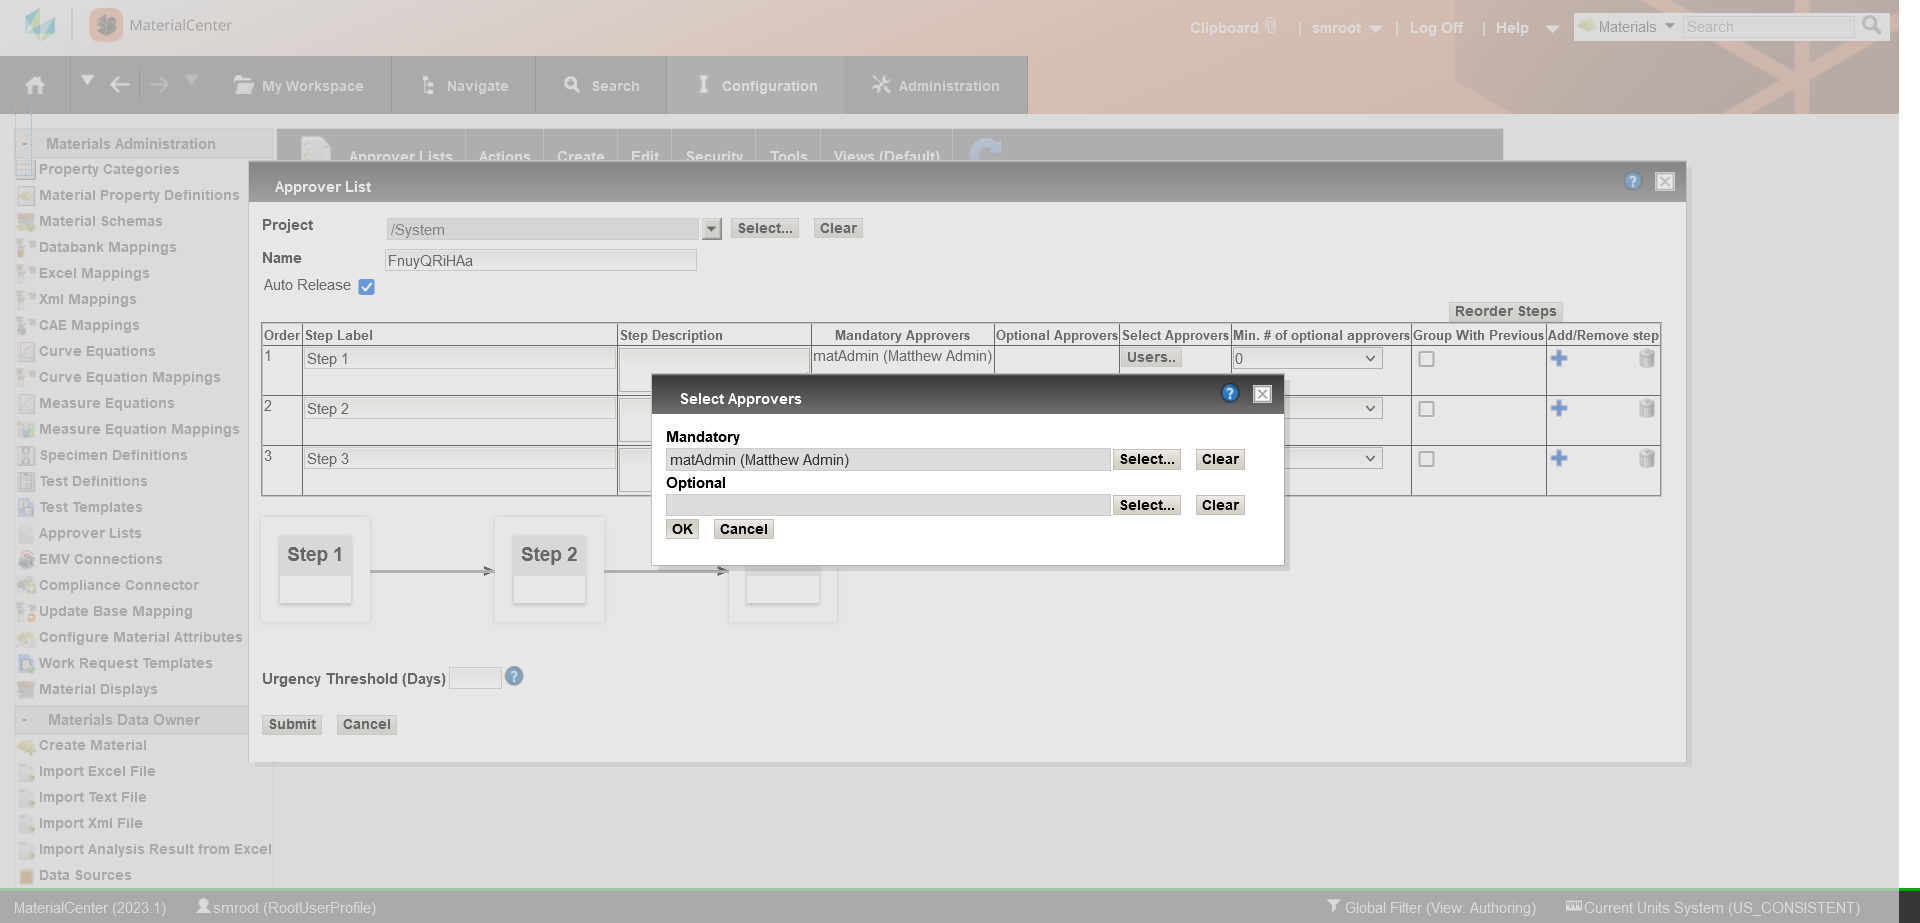 MaterialCenter
Clipboard | smroot | Log Off | Help
Materials Search
My Workspace Navigate Search Configuration Administration
- Materials Administration
Property Categories
Material Property Definitions
Material Schemas
Databank Mappings
Excel Mappings
Xml Mappings
CAE Mappings
Curve Equations
Curve Equation Mappings
Measure Equations
Measure Equation Mappings
Specimen Definitions
Test Definitions
Test Templates
Approver Lists
EMV Connections
Compliance Connector
Update Base Mapping
Configure Material Attributes
Work Request Templates
Material Displays
- Materials Data Owner
Create Material
Import Excel File
Import Text File
Import Xml File
Import Analysis Result from Excel
Data Sources
Approver Lists Actions Create Edit Security Tools Views (Default)
Approver List
Project /System Select... Clear
Name FnuyQRiHAa
Auto Release
Reorder Steps
Order Step Label Step Description Mandatory Approvers Optional Approvers Select Approvers Min. # of optional approvers Group With Previous Add/Remove step
1 Step 1 matAdmin (Matthew Admin) Users.. 0
2 Step 2
3 Step 3
Select Approvers
Mandatory
matAdmin (Matthew Admin) Select... Clear
Optional
Select... Clear
OK Cancel
Step 1 Step 2
Urgency Threshold (Days)
Submit Cancel
MaterialCenter (2023.1) smroot (RootUserProfile) Global Filter (View: Authoring) Current Units System (US_CONSISTENT)